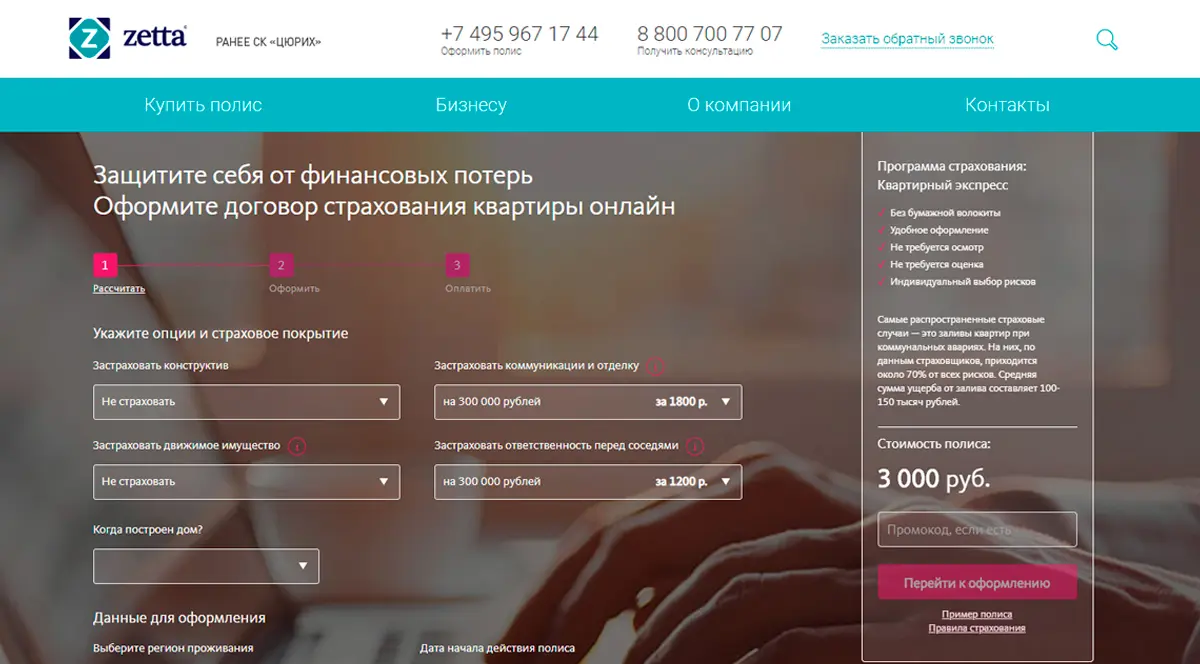 Z zetta® РАНЕЕ СК «ЦЮРИХ»
+7 495 967 17 44
Оформить полис
8 800 700 77 07
Получить консультацию
Заказать обратный звонок
Купить полис
Бизнесу
О компании
Контакты
Защитите себя от финансовых потерь
Оформите договор страхования квартиры онлайн
1
Рассчитать
2
Оформить
3
Оплатить
Укажите опции и страховое покрытие
Застраховать конструктив
Не страховать
Застраховать коммуникации и отделку
на 300 000 рублей за 1800 р.
Застраховать движимое имущество
Не страховать
Застраховать ответственность перед соседями
на 300 000 рублей за 1200 р.
Когда построен дом?
Данные для оформления
Выберите регион проживания
Дата начала действия полиса
Программа страхования:
Квартирный экспресс
Без бумажной волокиты
Удобное оформление
Не требуется осмотр
Не требуется оценка
Индивидуальный выбор рисков
Самые распространенные страховые
случаи — это заливы квартир при
коммунальных авариях. На них, по
данным страховщиков, приходится
около 70% от всех рисков. Средняя
сумма ущерба от залива составляет 100-
150 тысяч рублей.
Стоимость полиса:
3 000 руб.
Промокод, если есть
Перейти к оформлению
Пример полиса
Правила страхования